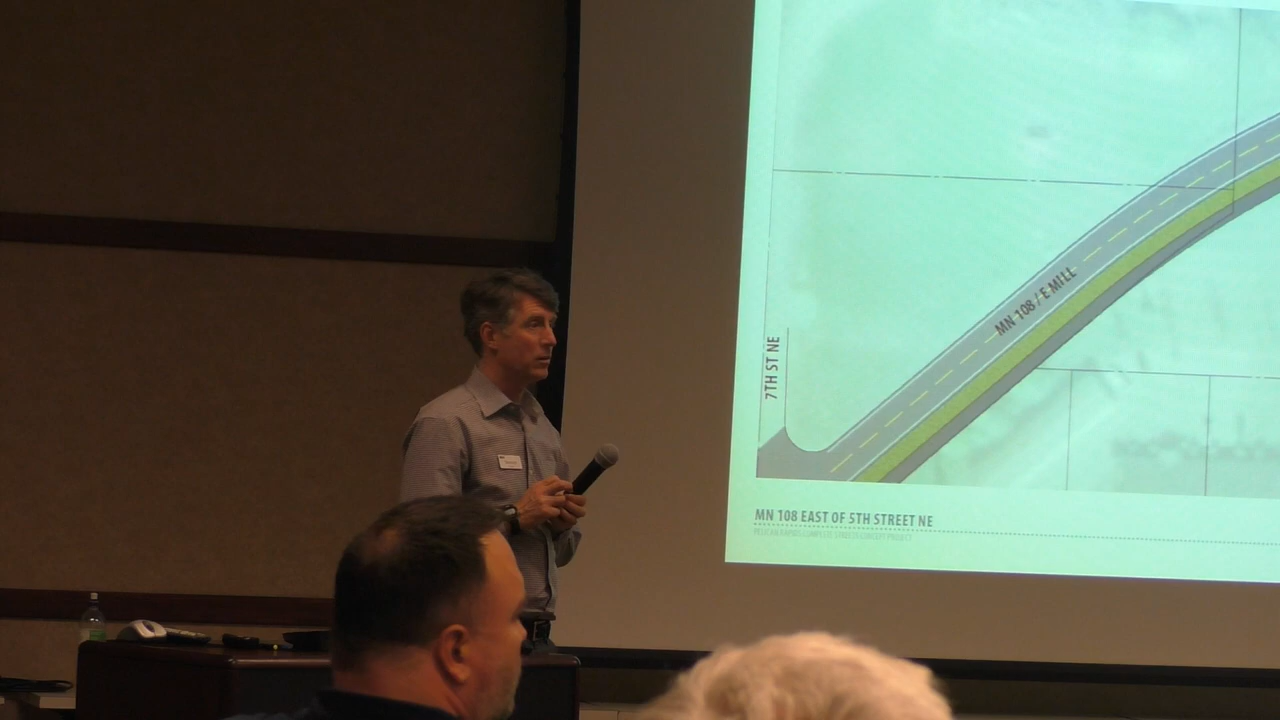 MN 108 / E MILL
7TH ST NE
MN 108 EAST OF 5TH STREET NE
PELICAN RAPIDS COMPLETE STREETS CONCEPT PROJECT